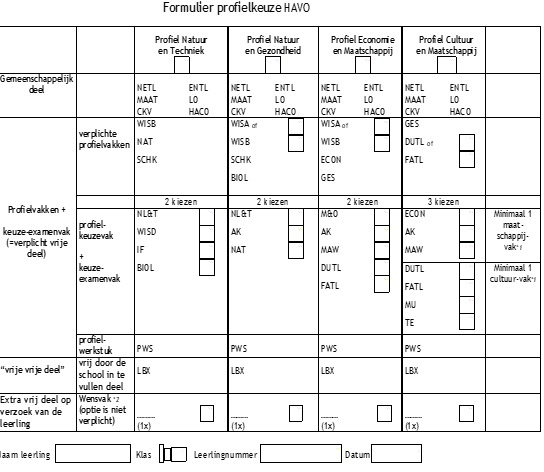 Formulier profielkeuze HAVO
Profiel Natuur en Techniek
Profiel Natuur en Gezondheid
Profiel Economie en Maatschappij
Profiel Cultuur en Maatschappij
Gemeenschappelijk deel
NETL ENTL NETL ENTL NETL ENTL NETL ENTL
MAAT LO MAAT LO MAAT LO MAAT LO
CKV HACO CKV HACO CKV HACO CKV HACO
Profielvakken +
keuze-examenvak
(=verplicht vrije
deel)
verplichte
profielvakken
WISB WISA of WISA of GES
NAT WISB WISB DUTL of
SCHK SCHK ECON FATL
BIOL GES
2 kiezen 2 kiezen 2 kiezen 3 kiezen
profiel-
keuzevak
+
keuze-
examenvak
NL&T NL&T M&O ECON
WISD AK AK AK
IF NAT MAW MAW
BIOL DUTL DUTL
FATL FATL
MU
TE
Minimaal 1
maat-
schappij-
vak*1
Minimaal 1
cultuur-vak*1
profiel-
werkstuk
PWS PWS PWS PWS
"vrije vrije deel"
vrij door de
school in te
vullen deel
LBX LBX LBX LBX
Extra vrij deel op
verzoek van de
leerling
Wensvak *2
(optie is niet
verplicht)
(1x) (1x) (1x) (1x)
Naam leerling Klas Leerlingnummer Datum